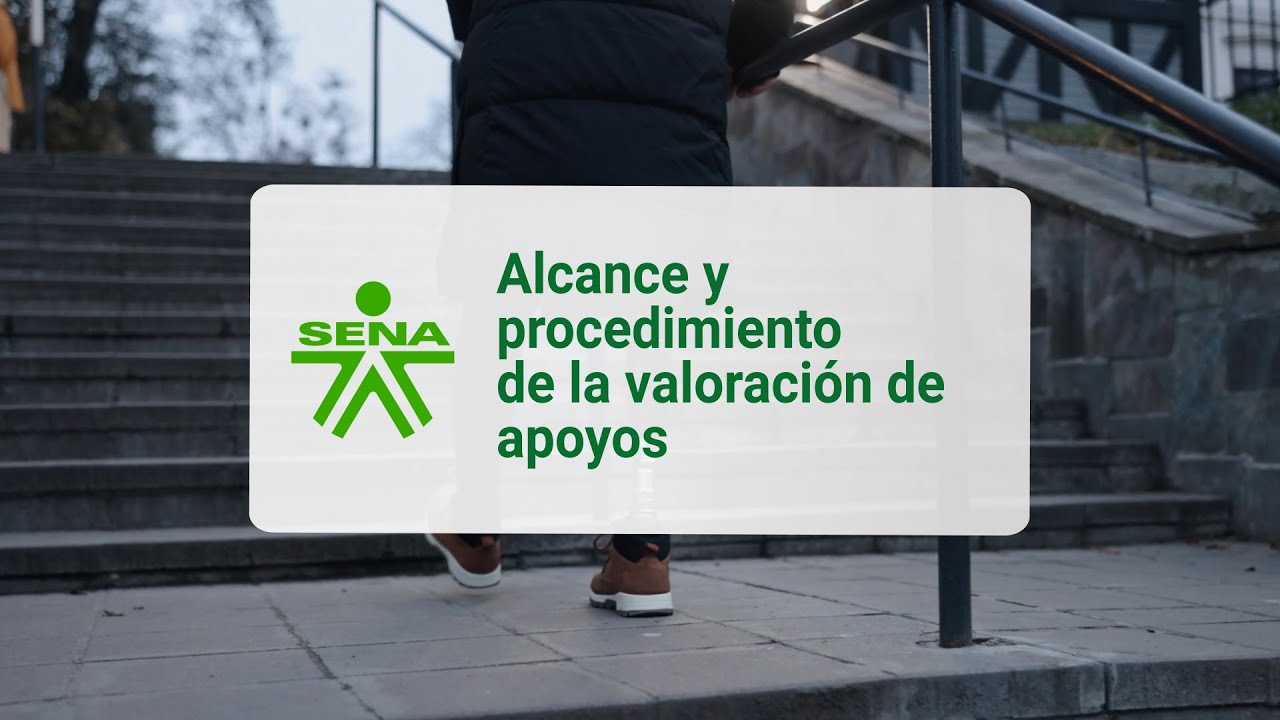 SENA
Alcance y
procedimiento
de la valoración de
apoyos